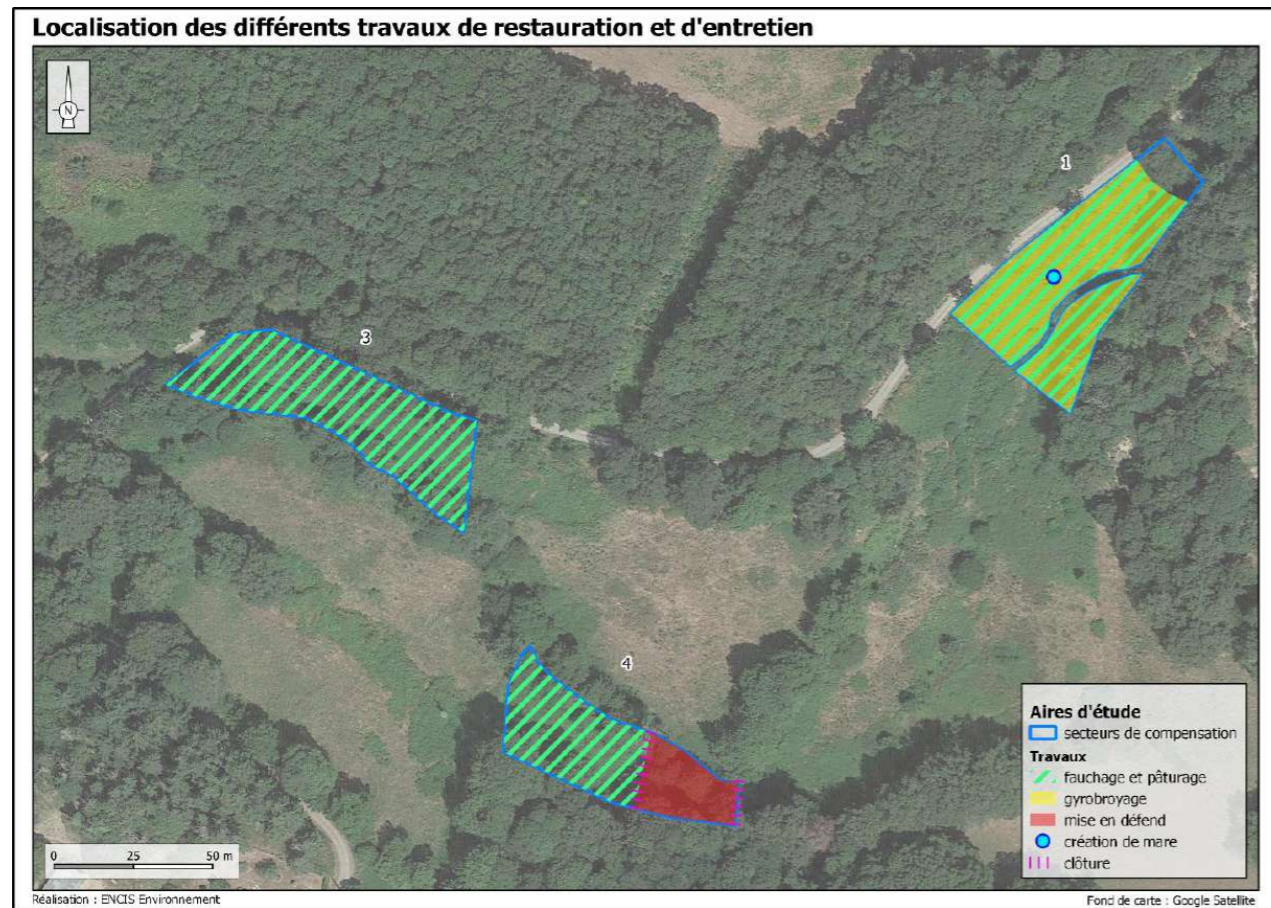 Localisation des différents travaux de restauration et d'entretien
N
1
3
4
Aires d'étude
secteurs de compensation
Travaux
fauchage et pâturage
gyrobroyage
mise en défend
création de mare
clôture
0 25 50 m
Réalisation : ENCIS Environnement
Fond de carte : Google Satellite